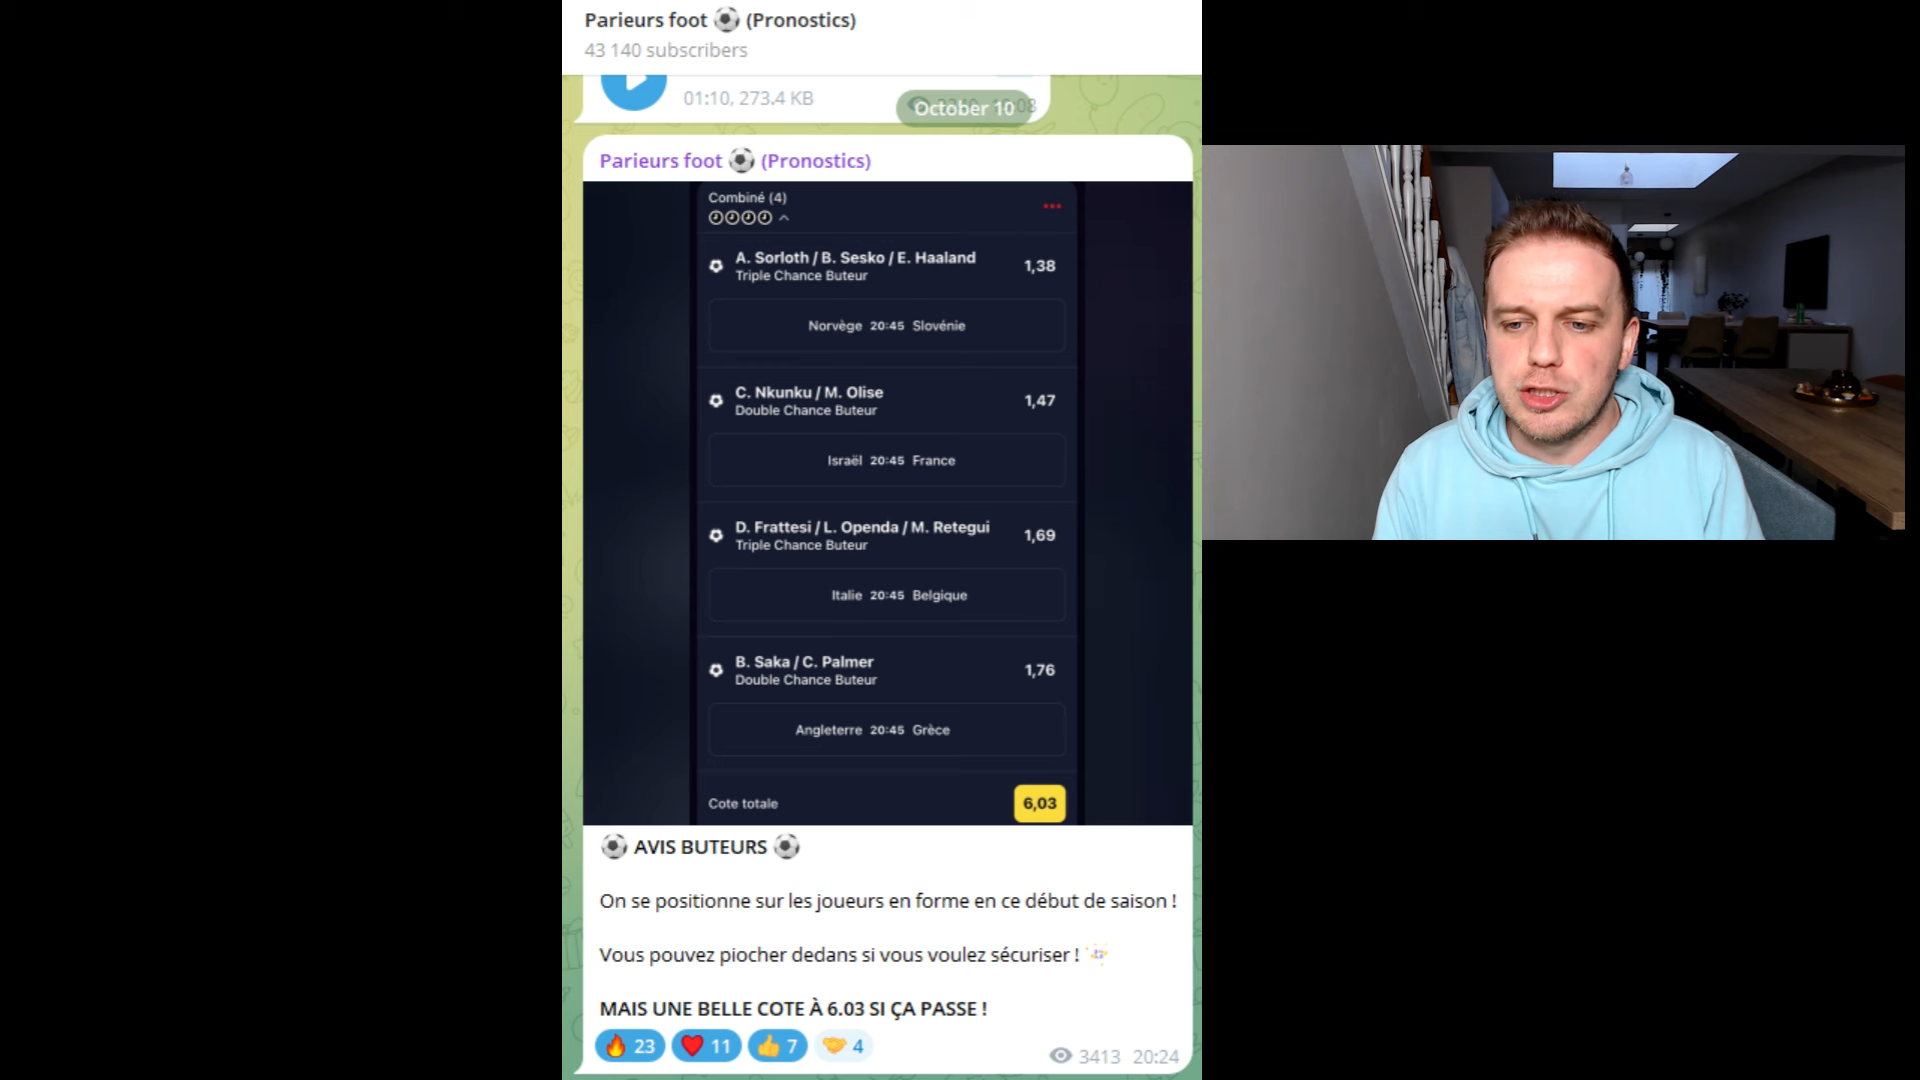 Parieurs foot ⚽ (Pronostics)
43 140 subscribers
01:10, 273.4 KB
October 10
Parieurs foot ⚽ (Pronostics)
Combiné (4)
A. Sorloth / B. Sesko / E. Haaland
1,38
Triple Chance Buteur
Norvège 20:45 Slovénie
C. Nkunku / M. Olise
1,47
Double Chance Buteur
Israël 20:45 France
D. Frattesi / L. Openda / M. Retegui
1,69
Triple Chance Buteur
Italie 20:45 Belgique
B. Saka / C. Palmer
1,76
Double Chance Buteur
Angleterre 20:45 Grèce
Cote totale
6,03
⚽ AVIS BUTEURS ⚽
On se positionne sur les joueurs en forme en ce début de saison !
Vous pouvez piocher dedans si vous voulez sécuriser !
MAIS UNE BELLE COTE À 6.03 SI ÇA PASSE !
🔥 23 ❤️ 11 👍 7 🤝 4
3413 20:24